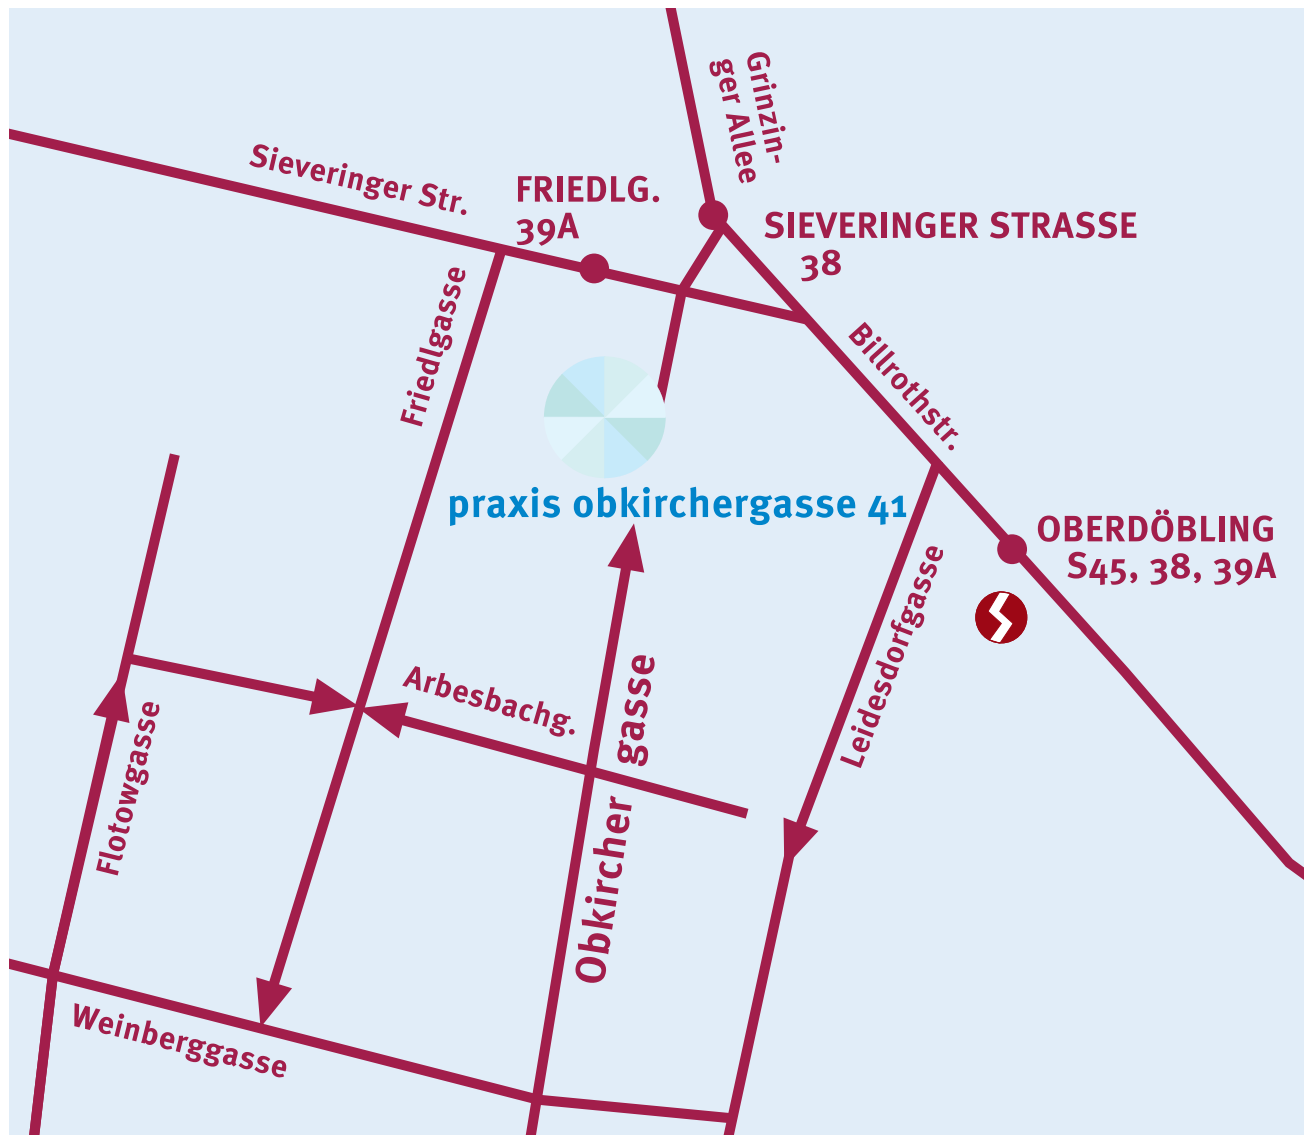 Grinzin-
ger Allee
Sieveringer Str.
FRIEDLG.
39A
SIEVERINGER STRASSE
38
Friedlgasse
Billrothstr.
praxis obkirchergasse 41
OBERDÖBLING
S45, 38, 39A
Leidesdorfgasse
Arbesbachg.
Flotowgasse
Obkircher gasse
Weinberggasse